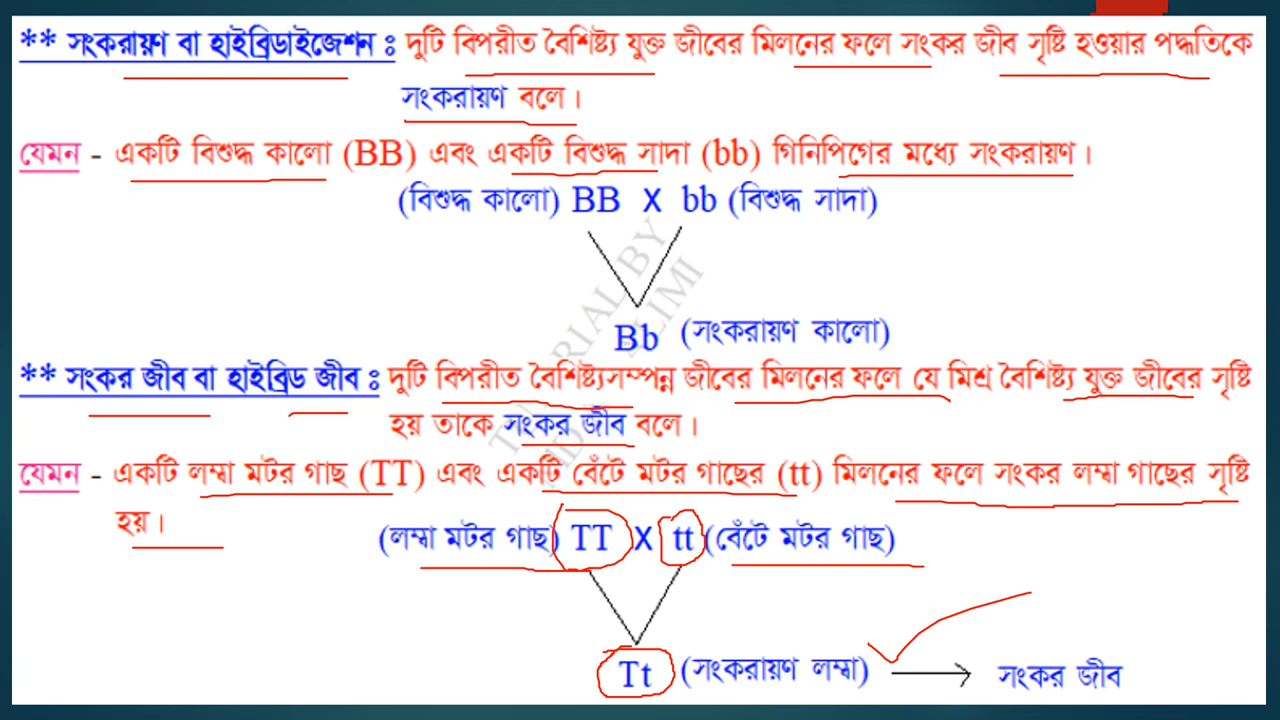 ** সংকরায়ণ বা হাইব্রিডাইজেশন : দুটি বিপরীত বৈশিষ্ট্য যুক্ত জীবের মিলনের ফলে সংকর জীব সৃষ্টি হওয়ার পদ্ধতিকে
সংকরায়ণ বলে।
যেমন - একটি বিশুদ্ধ কালো (BB) এবং একটি বিশুদ্ধ সাদা (bb) গিনিপিগের মধ্যে সংকরায়ণ।
(বিশুদ্ধ কালো) BB X bb (বিশুদ্ধ সাদা)
Bb (সংকরায়ণ কালো)
** সংকর জীব বা হাইব্রিড জীব : দুটি বিপরীত বৈশিষ্ট্যসম্পন্ন জীবের মিলনের ফলে যে মিশ্র বৈশিষ্ট্য যুক্ত জীবের সৃষ্টি
হয় তাকে সংকর জীব বলে।
যেমন - একটি লম্বা মটর গাছ (TT) এবং একটি বেঁটে মটর গাছের (tt) মিলনের ফলে সংকর লম্বা গাছের সৃষ্টি
হয়।
(লম্বা মটর গাছ) TT X tt (বেঁটে মটর গাছ)
Tt (সংকরায়ণ লম্বা) → সংকর জীব